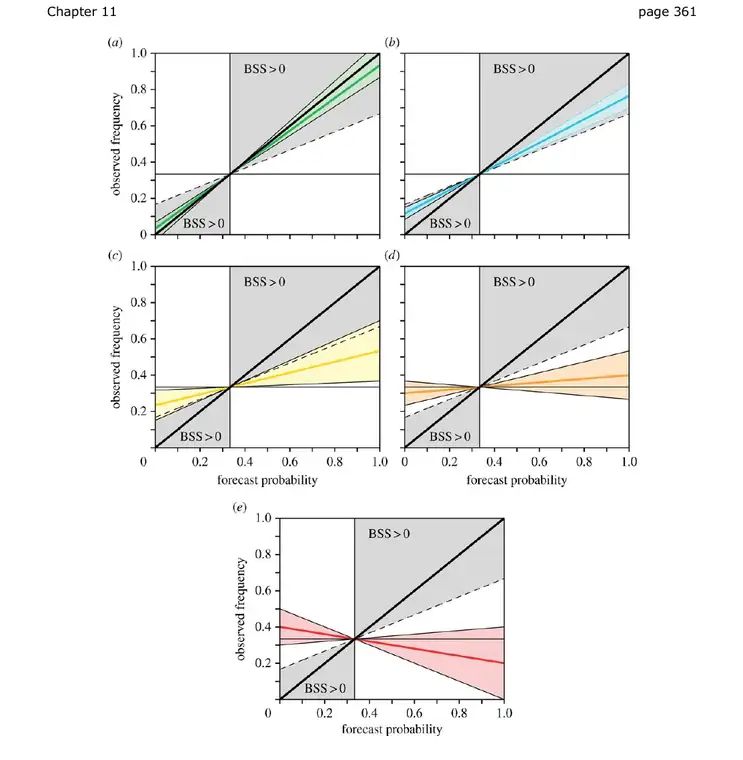 Chapter 11 page 361
(a) (b)
1.0
BSS > 0 BSS > 0
0.8
0.6
observed frequency
0.4
0.2
BSS > 0 BSS > 0
0
(c) (d)
1.0
BSS > 0 BSS > 0
0.8
0.6
observed frequency
0.4
0.2
BSS > 0 BSS > 0
0 0.2 0.4 0.6 0.8 1.0 0 0.2 0.4 0.6 0.8 1.0
forecast probability forecast probability
(e)
1.0
BSS > 0
0.8
0.6
observed frequency
0.4
0.2
BSS > 0
0 0.2 0.4 0.6 0.8 1.0
forecast probability